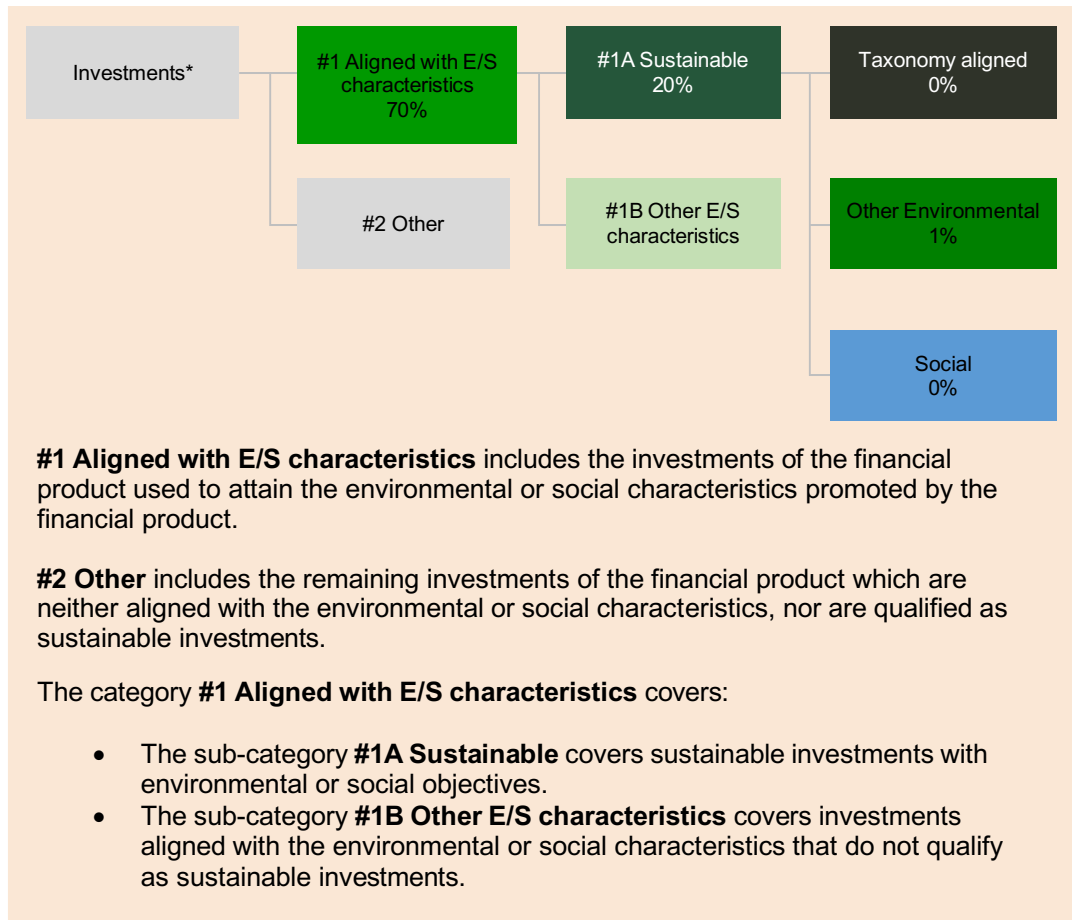 Investments*
#1 Aligned with E/S
characteristics
70%
#1A Sustainable
20%
Taxonomy aligned
0%
#2 Other
#1B Other E/S
characteristics
Other Environmental
1%
Social
0%
#1 Aligned with E/S characteristics includes the investments of the financial
product used to attain the environmental or social characteristics promoted by the
financial product.
#2 Other includes the remaining investments of the financial product which are
neither aligned with the environmental or social characteristics, nor are qualified as
sustainable investments.
The category #1 Aligned with E/S characteristics covers:
• The sub-category #1A Sustainable covers sustainable investments with
environmental or social objectives.
• The sub-category #1B Other E/S characteristics covers investments
aligned with the environmental or social characteristics that do not qualify
as sustainable investments.